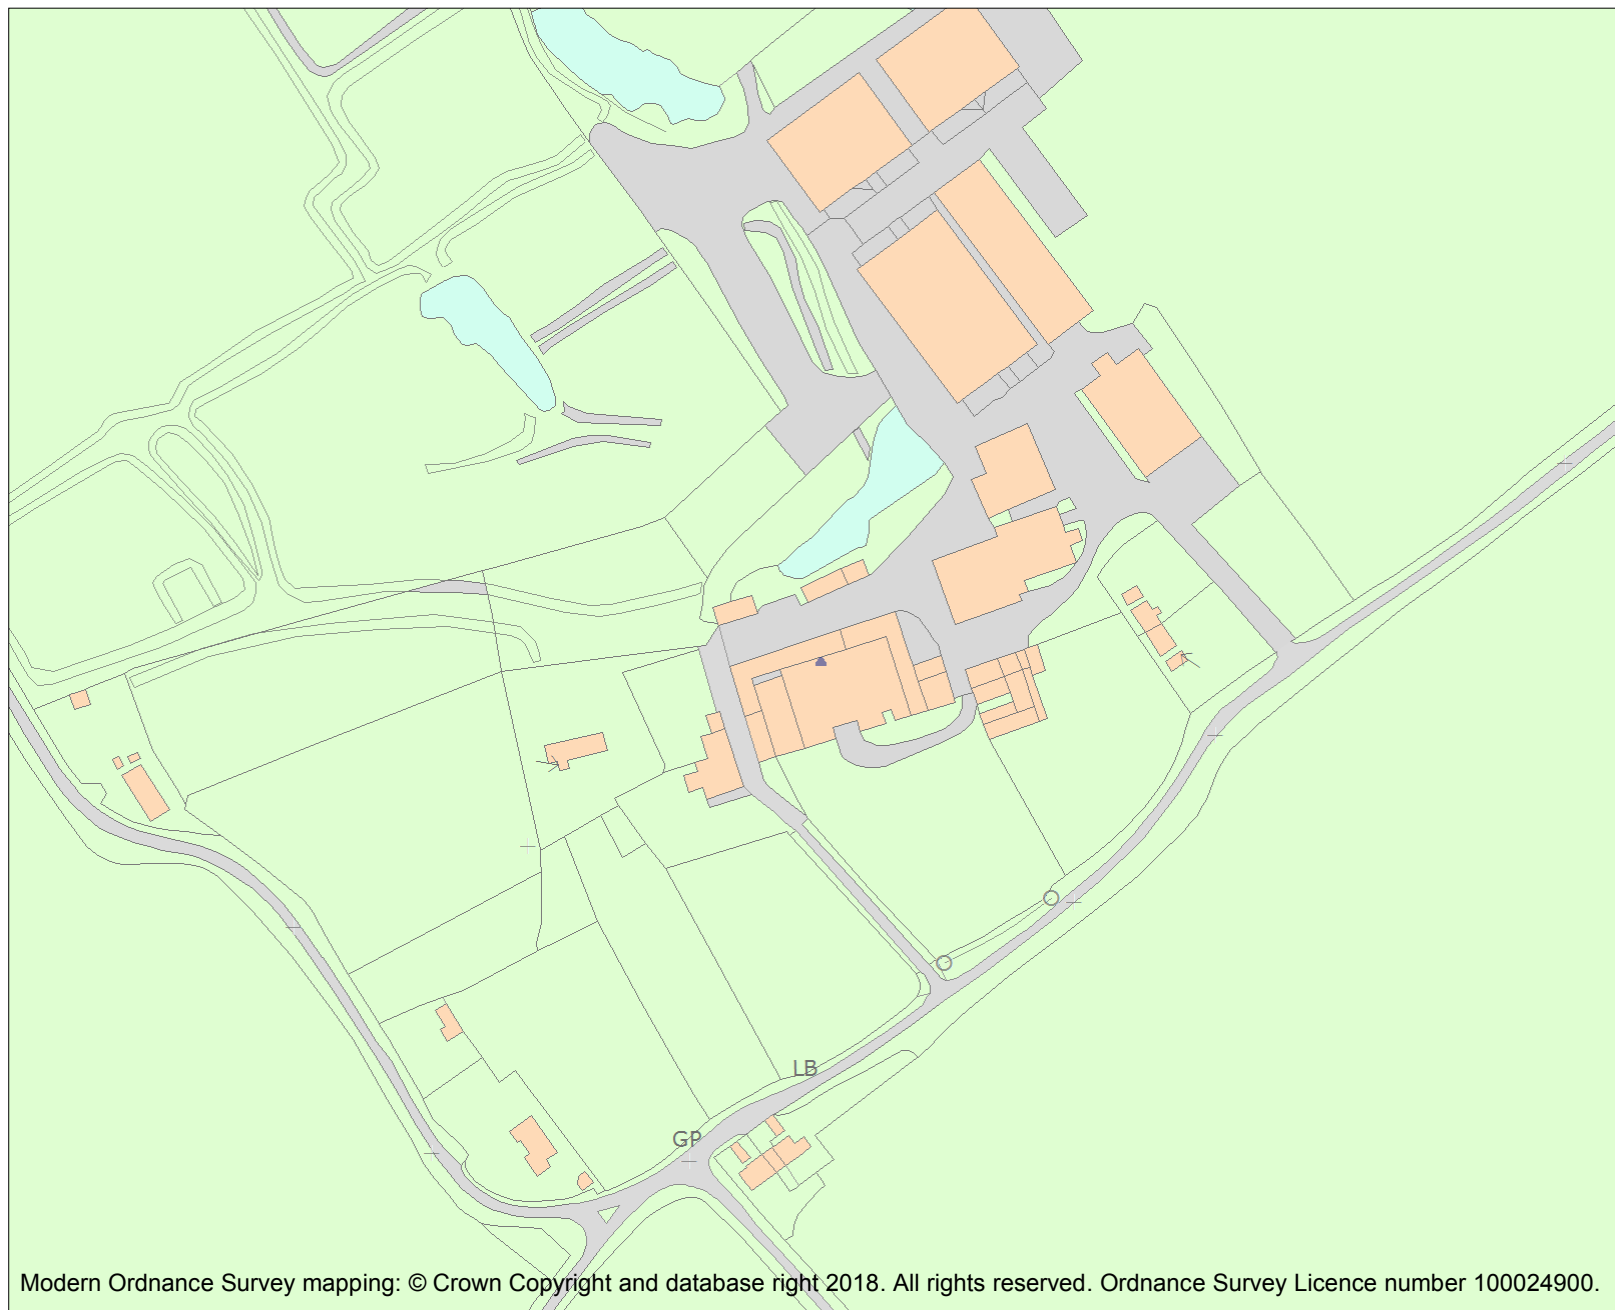 LB
GP
Modern Ordnance Survey mapping: © Crown Copyright and database right 2018. All rights reserved. Ordnance Survey Licence number 100024900.